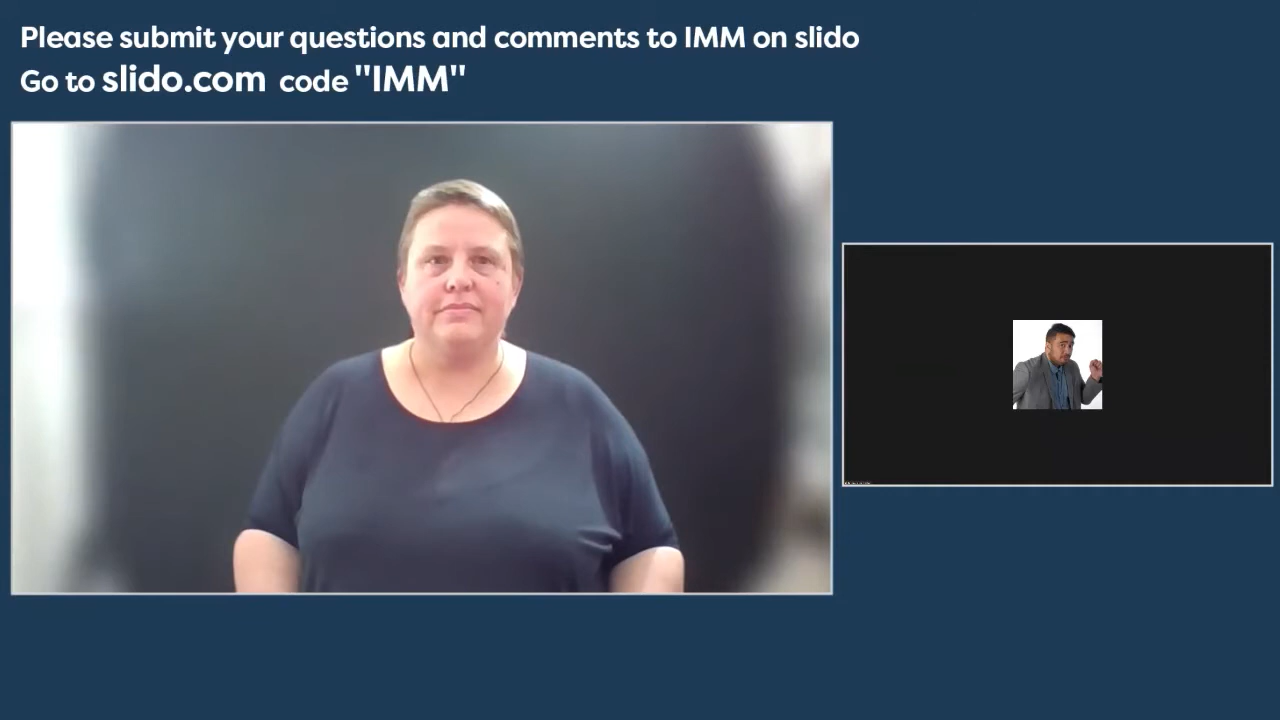 Please submit your questions and comments to IMM on slido
Go to slido.com code "IMM"